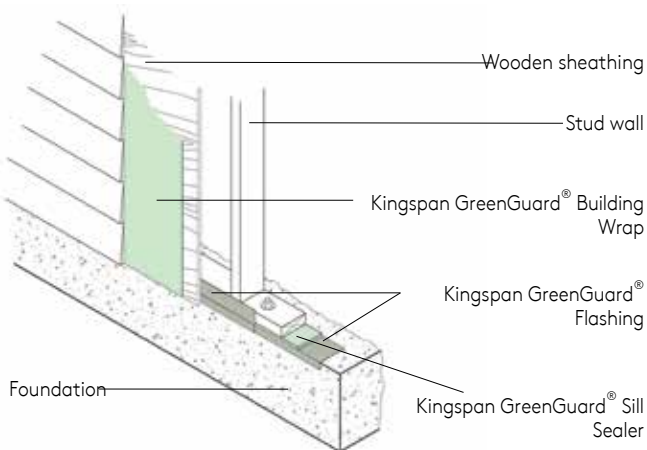 Wooden sheathing
Stud wall
Kingspan GreenGuard® Building
Wrap
Kingspan GreenGuard®
Flashing
Foundation
Kingspan GreenGuard® Sill
Sealer